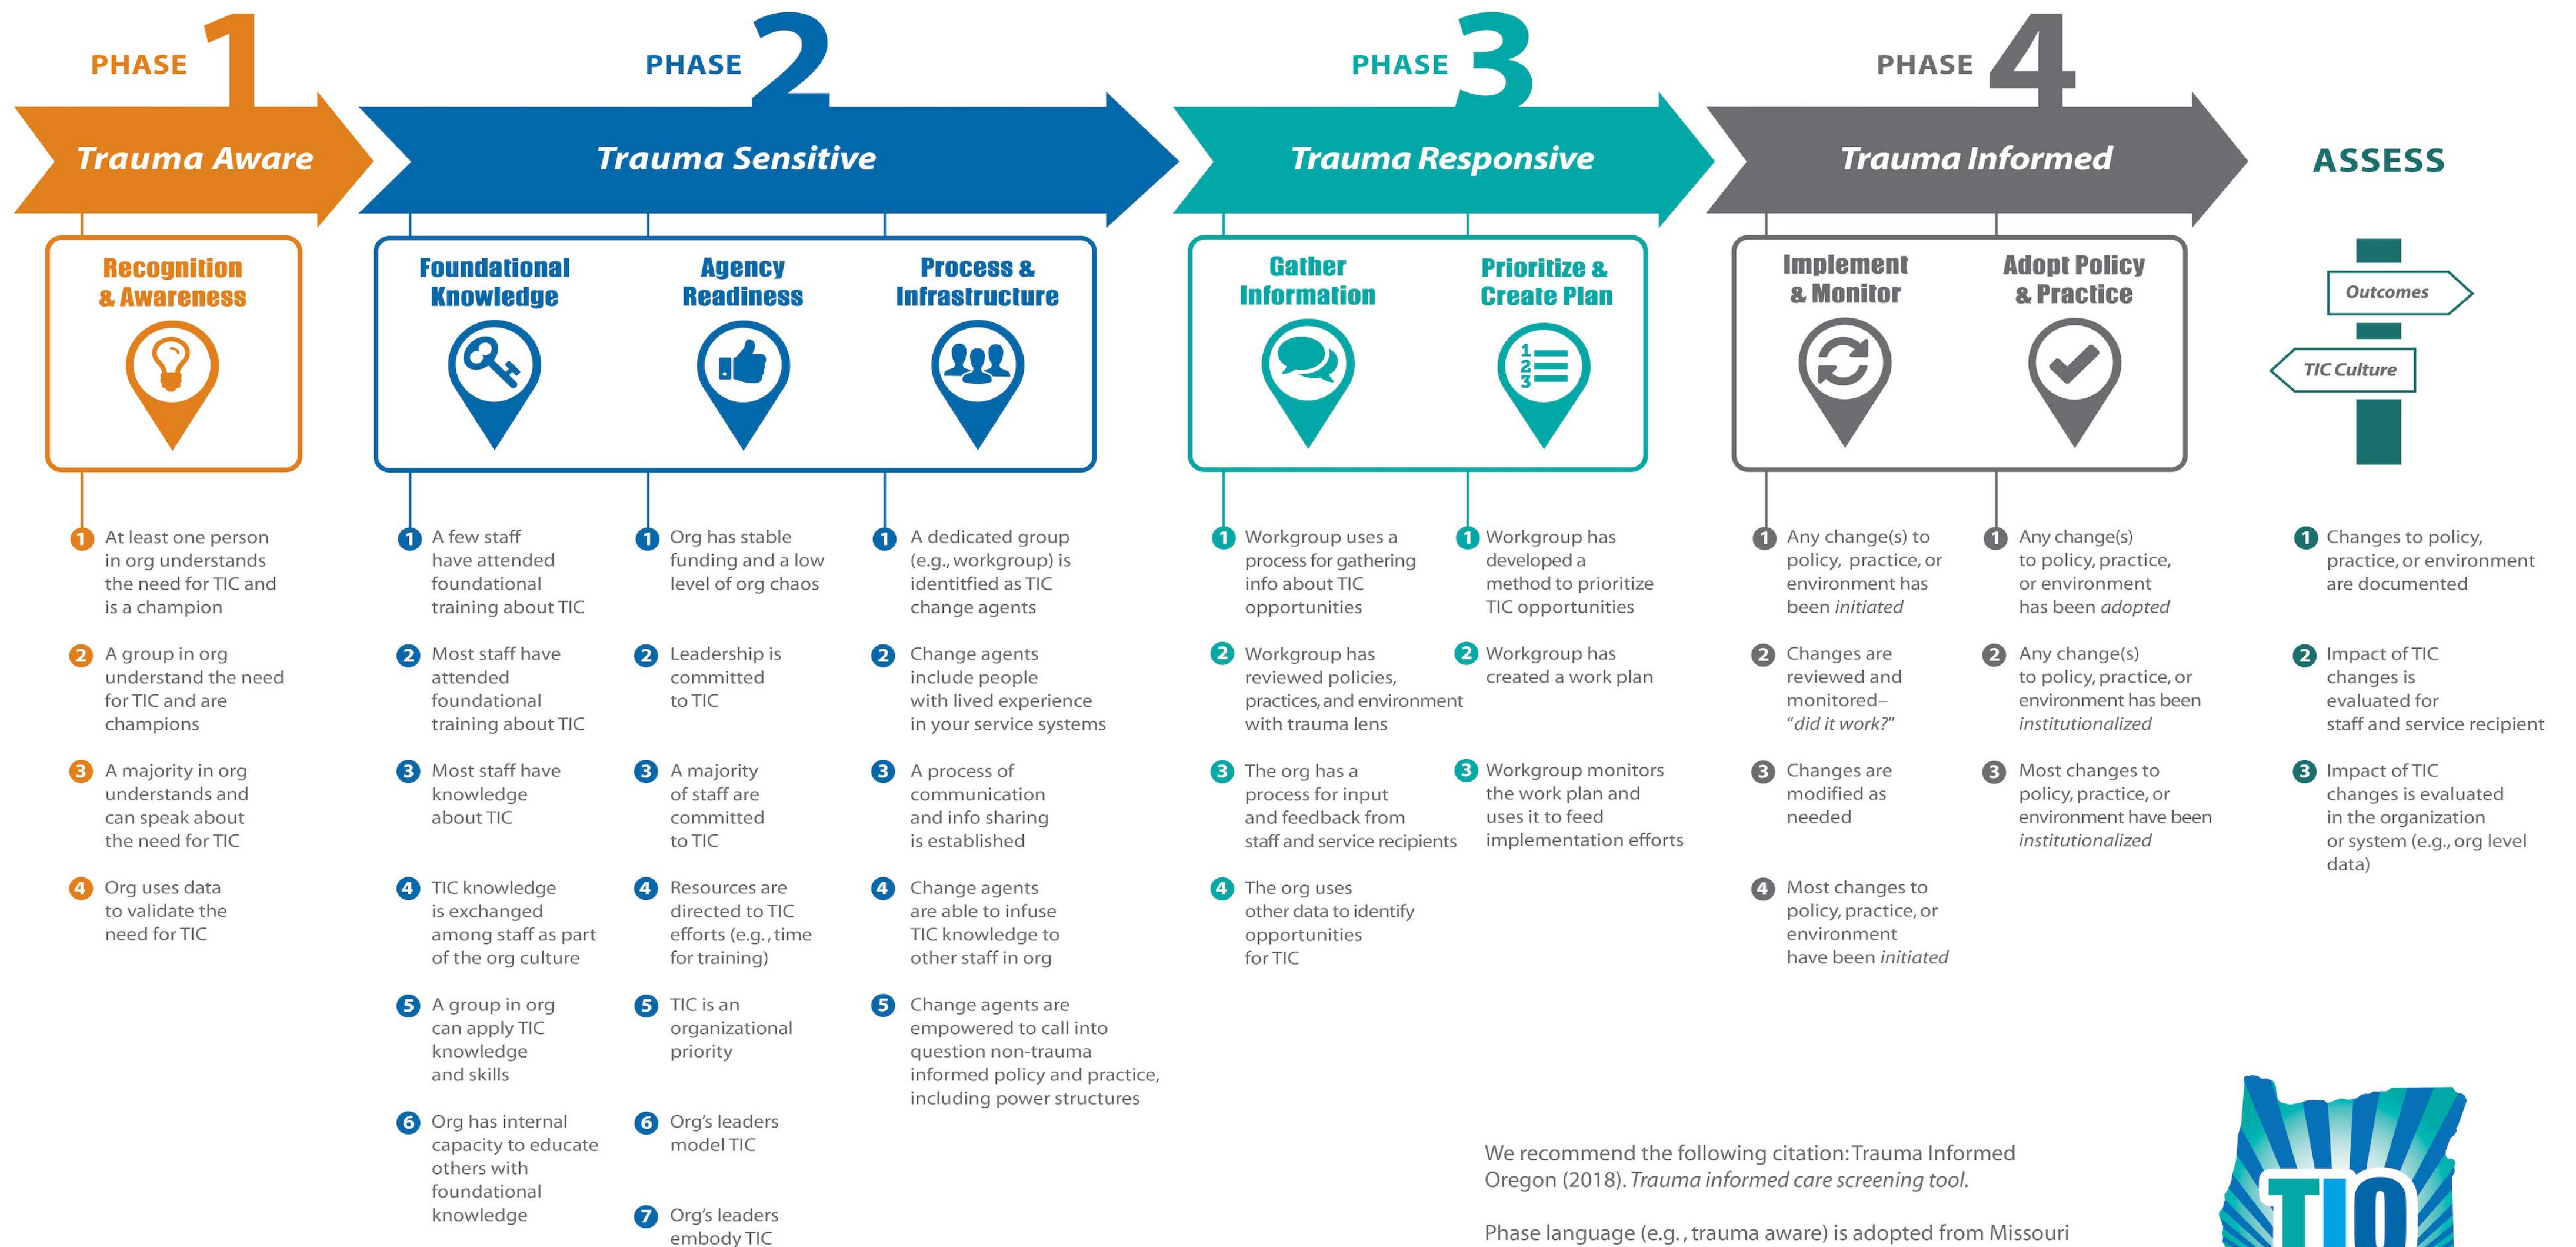 PHASE 1
Trauma Aware
Recognition
& Awareness
1 At least one person
in org understands
the need for TIC and
is a champion
2 A group in org
understand the need
for TIC and are
champions
3 A majority in org
understands and
can speak about
the need for TIC
4 Org uses data
to validate the
need for TIC
PHASE 2
Trauma Sensitive
Foundational
Knowledge
1 A few staff
have attended
foundational
training about TIC
2 Most staff have
attended
foundational
training about TIC
3 Most staff have
knowledge
about TIC
4 TIC knowledge
is exchanged
among staff as part
of the org culture
5 A group in org
can apply TIC
knowledge
and skills
6 Org has internal
capacity to educate
others with
foundational
knowledge
Agency
Readiness
1 Org has stable
funding and a low
level of org chaos
2 Leadership is
committed
to TIC
3 A majority
of staff are
committed
to TIC
4 Resources are
directed to TIC
efforts (e.g., time
for training)
5 TIC is an
organizational
priority
6 Org's leaders
model TIC
7 Org's leaders
embody TIC
Process &
Infrastructure
1 A dedicated group
(e.g., workgroup) is
identitfied as TIC
change agents
2 Change agents
include people
with lived experience
in your service systems
3 A process of
communication
and info sharing
is established
4 Change agents
are able to infuse
TIC knowledge to
other staff in org
5 Change agents are
empowered to call into
question non-trauma
informed policy and practice,
including power structures
PHASE 3
Trauma Responsive
Gather
Information
1 Workgroup uses a
process for gathering
info about TIC
opportunities
2 Workgroup has
reviewed policies,
practices, and environment
with trauma lens
3 The org has a
process for input
and feedback from
staff and service recipients
4 The org uses
other data to identify
opportunities
for TIC
Prioritize &
Create Plan
1
2
3
1 Workgroup has
developed a
method to prioritize
TIC opportunities
2 Workgroup has
created a work plan
3 Workgroup monitors
the work plan and
uses it to feed
implementation efforts
PHASE 4
Trauma Informed
Implement
& Monitor
1 Any change(s) to
policy, practice, or
environment has
been initiated
2 Changes are
reviewed and
monitored–
"did it work?"
3 Changes are
modified as
needed
4 Most changes to
policy, practice, or
environment
have been initiated
Adopt Policy
& Practice
1 Any change(s)
to policy, practice,
or environment
has been adopted
2 Any change(s)
to policy, practice, or
environment has been
institutionalized
3 Most changes to
policy, practice, or
environment have been
institutionalized
ASSESS
Outcomes
TIC Culture
1 Changes to policy,
practice, or environment
are documented
2 Impact of TIC
changes is
evaluated for
staff and service recipient
3 Impact of TIC
changes is evaluated
in the organization
or system (e.g., org level
data)
We recommend the following citation: Trauma Informed
Oregon (2018). Trauma informed care screening tool.
Phase language (e.g., trauma aware) is adopted from Missouri
TIO